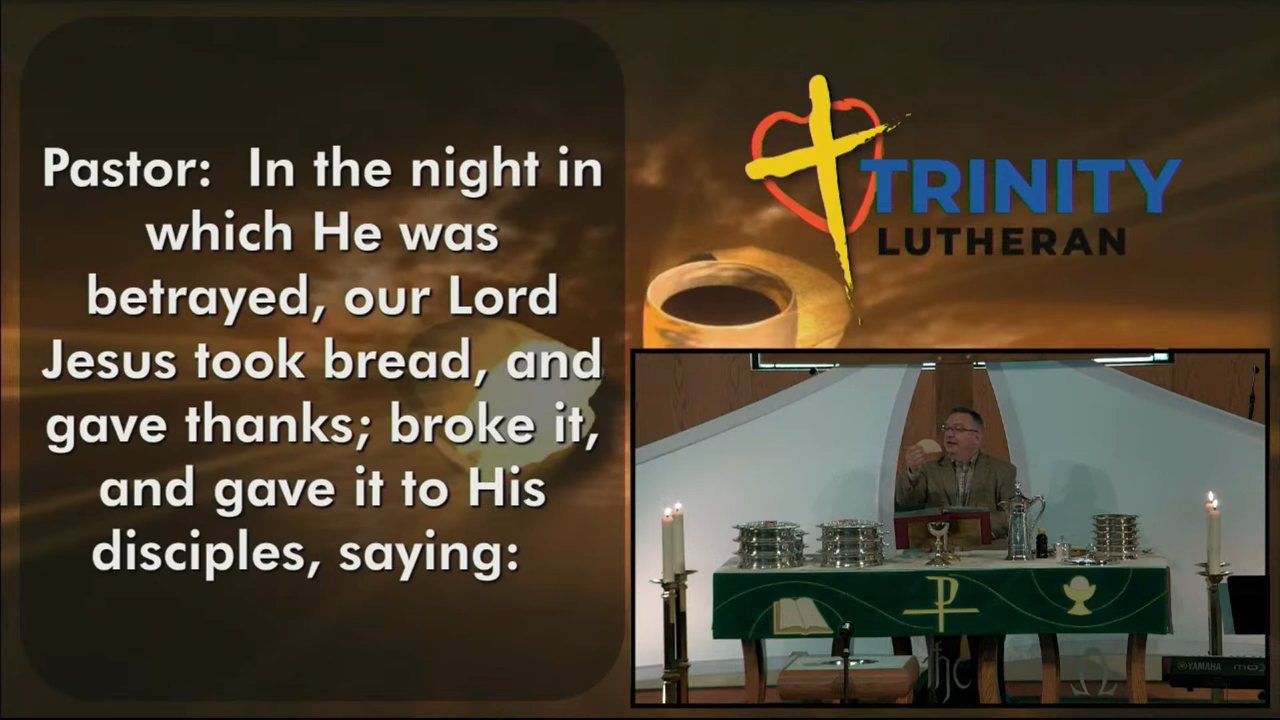 Pastor:  In the night in
which He was
betrayed, our Lord
Jesus took bread, and
gave thanks; broke it,
and gave it to His
disciples, saying:
TRINITY
LUTHERAN
YAMAHA